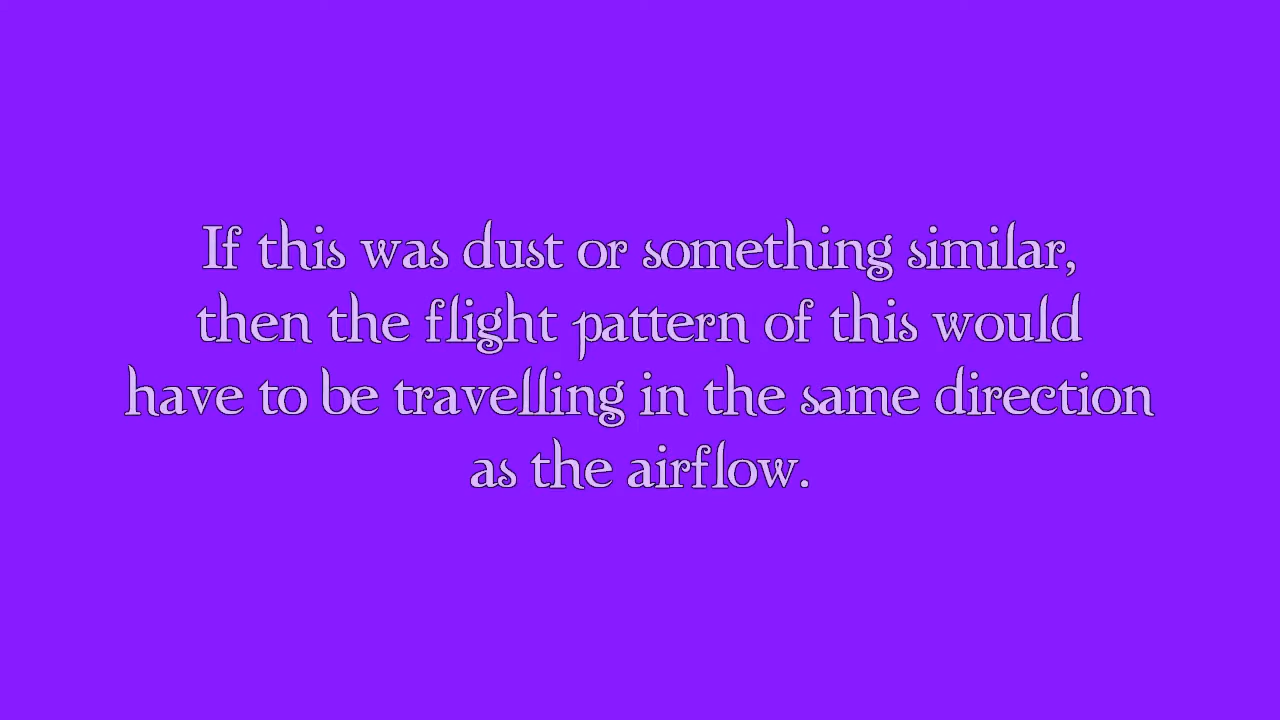 If this was dust or something similar,
then the flight pattern of this would
have to be travelling in the same direction
as the airflow.